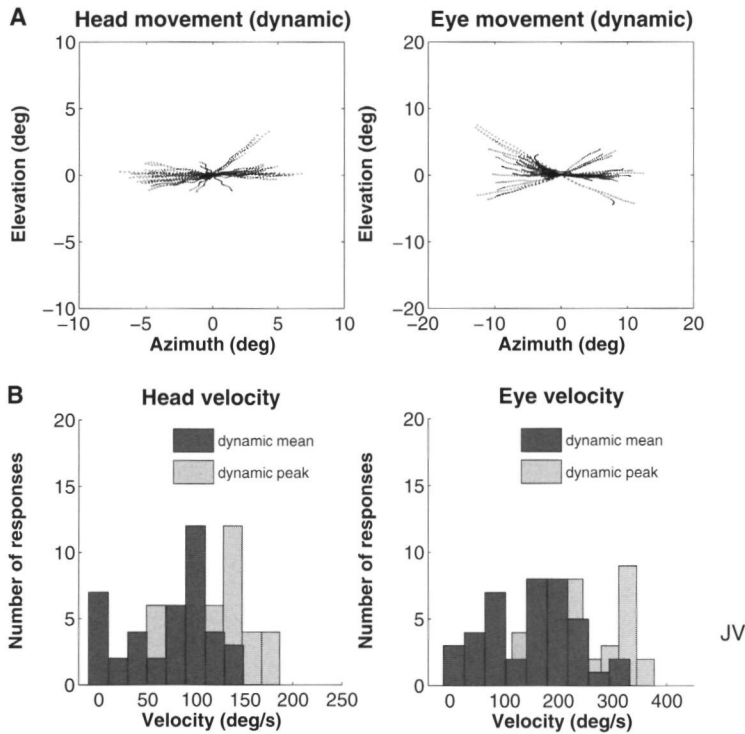 A
Head movement (dynamic)
Eye movement (dynamic)
10
5
0
−5
−10
Elevation (deg)
−10
−5
0
5
10
Azimuth (deg)
20
10
0
−10
−20
Elevation (deg)
−20
−10
0
10
20
Azimuth (deg)
B
Head velocity
Eye velocity
20
15
10
5
0
Number of responses
dynamic mean
dynamic peak
0
50
100
150
200
250
Velocity (deg/s)
20
15
10
5
0
Number of responses
dynamic mean
dynamic peak
0
100
200
300
400
Velocity (deg/s)
JV